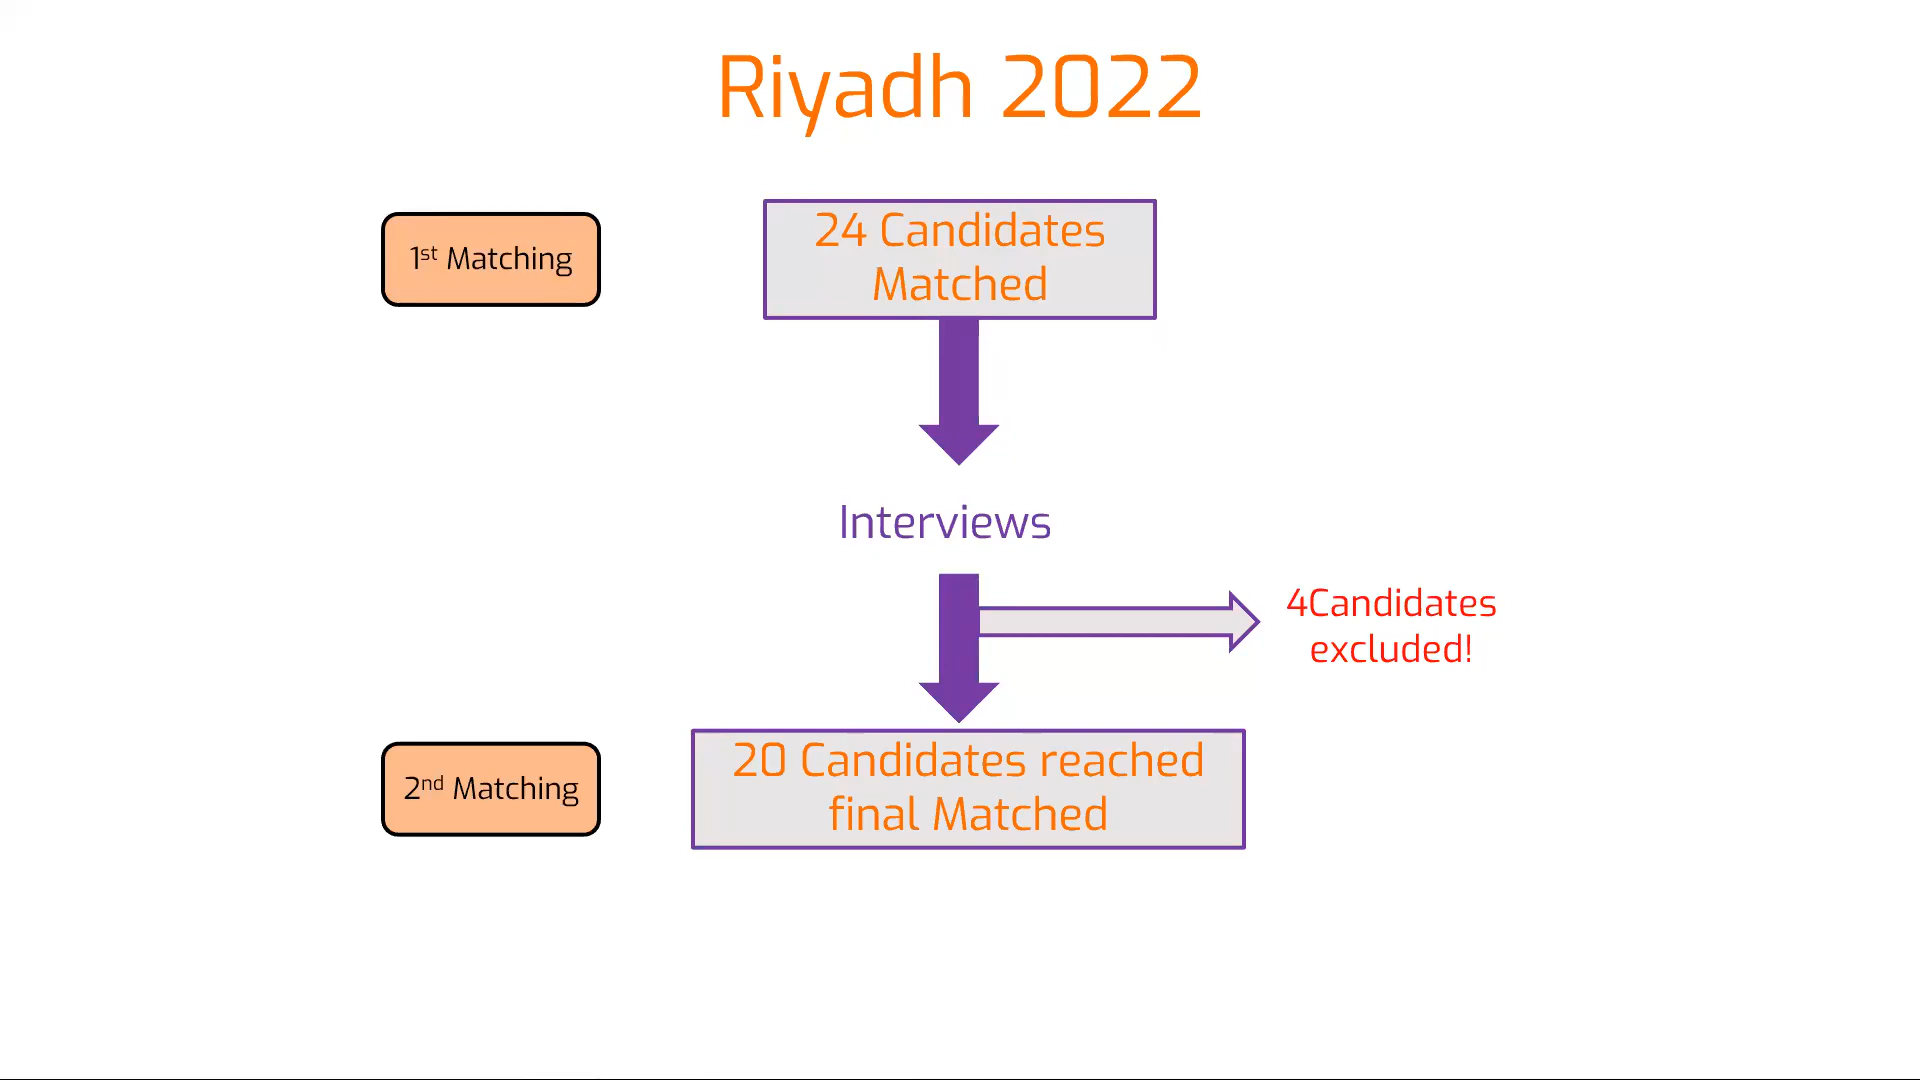 Riyadh 2022
1st Matching
24 Candidates
Matched
Interviews
4Candidates
excluded!
2nd Matching
20 Candidates reached
final Matched